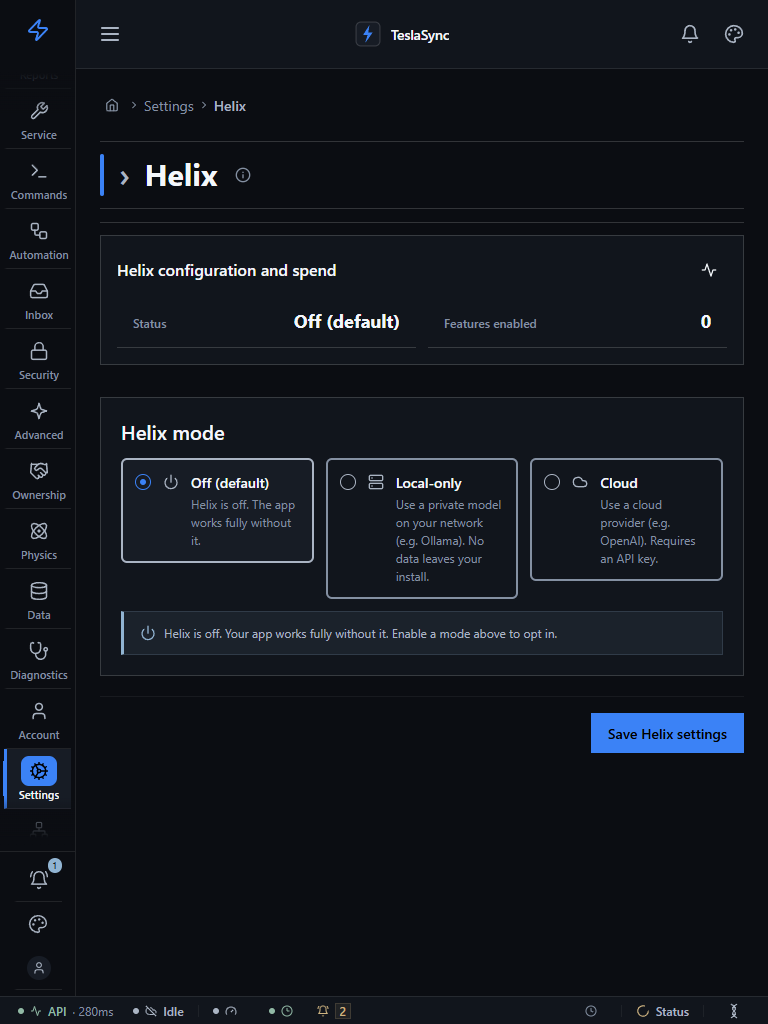 TeslaSync
Reports
Service
Commands
Automation
Inbox
Security
Advanced
Ownership
Physics
Data
Diagnostics
Account
Settings
1
Settings
Helix
Helix
Helix configuration and spend
Status
Off (default)
Features enabled
0
Helix mode
Off (default)
Helix is off. The app
works fully without
it.
Local-only
Use a private model
on your network
(e.g. Ollama). No
data leaves your
install.
Cloud
Use a cloud
provider (e.g.
OpenAI). Requires
an API key.
Helix is off. Your app works fully without it. Enable a mode above to opt in.
Save Helix settings
API · 280ms
Idle
2
Status